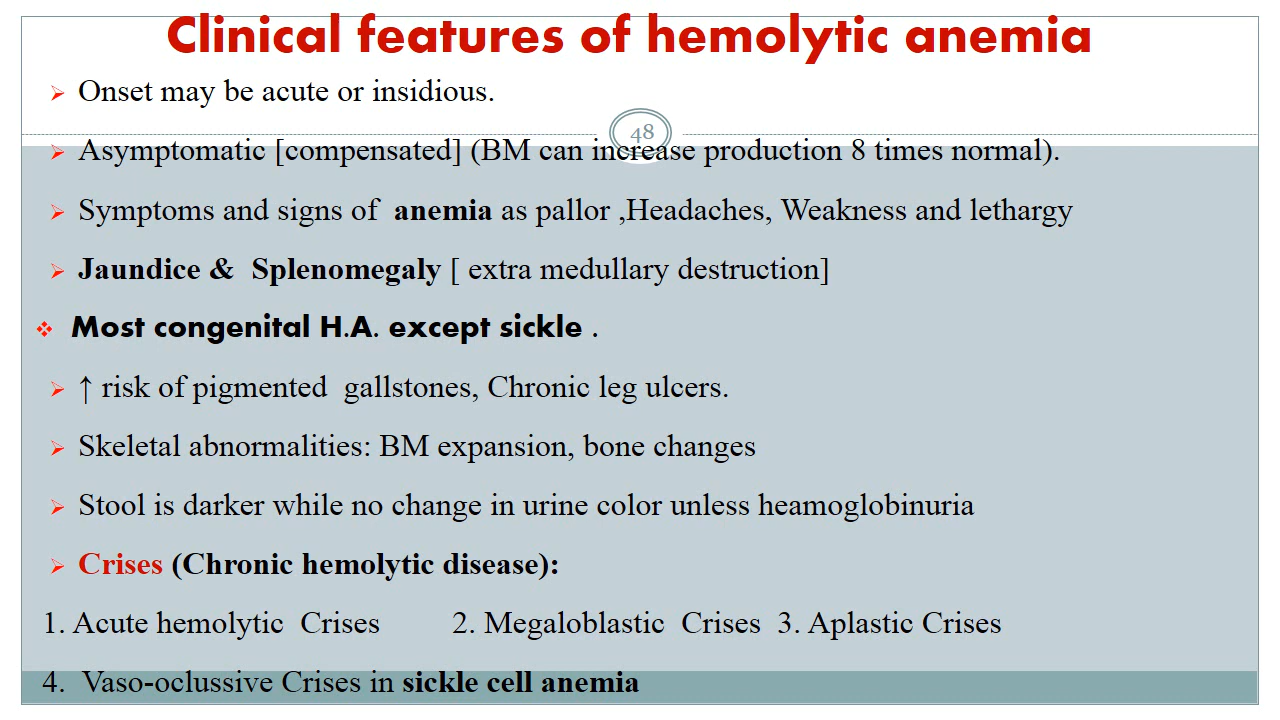 Clinical features of hemolytic anemia
Onset may be acute or insidious.
48
Asymptomatic [compensated] (BM can increase production 8 times normal).
Symptoms and signs of anemia as pallor ,Headaches, Weakness and lethargy
Jaundice & Splenomegaly [ extra medullary destruction]
Most congenital H.A. except sickle .
↑ risk of pigmented gallstones, Chronic leg ulcers.
Skeletal abnormalities: BM expansion, bone changes
Stool is darker while no change in urine color unless heamoglobinuria
Crises (Chronic hemolytic disease):
1. Acute hemolytic Crises 2. Megaloblastic Crises 3. Aplastic Crises
4. Vaso-oclussive Crises in sickle cell anemia